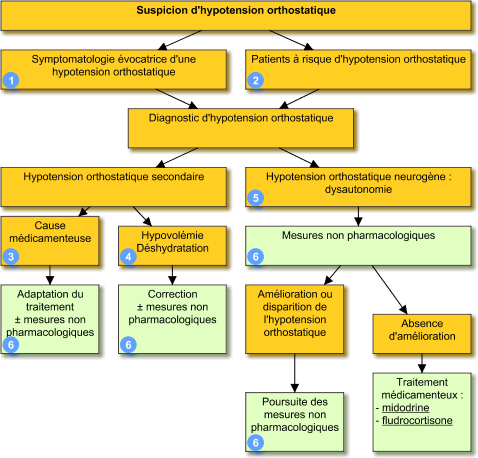 Suspicion d'hypotension orthostatique
Symptomatologie évocatrice d'une
hypotension orthostatique
1
Patients à risque d'hypotension orthostatique
2
Diagnostic d'hypotension orthostatique
Hypotension orthostatique secondaire
Hypotension orthostatique neurogène :
dysautonomie
5
Cause
médicamenteuse
3
Hypovolémie
Déshydratation
4
Mesures non pharmacologiques
6
Adaptation du
traitement
± mesures non
pharmacologiques
6
Correction
± mesures non
pharmacologiques
6
Amélioration ou
disparition de
l'hypotension
orthostatique
Absence
d'amélioration
Poursuite des
mesures non
pharmacologiques
6
Traitement
médicamenteux :
- midodrine
- fludrocortisone